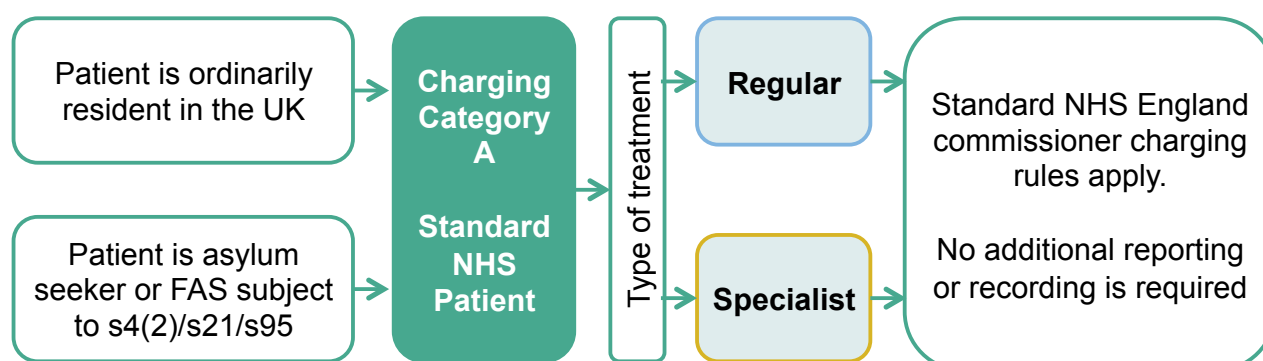 Patient is ordinarily
resident in the UK
Patient is asylum
seeker or FAS subject
to s4(2)/s21/s95
Charging
Category
A
Standard
NHS
Patient
Type of treatment
Regular
Specialist
Standard NHS England
commissioner charging
rules apply.
No additional reporting
or recording is required